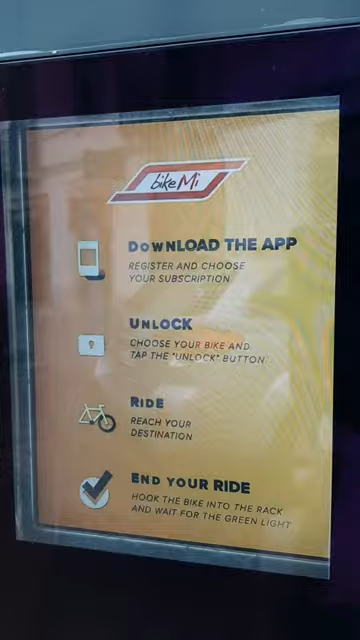 bikeMi
DOWNLOAD THE APP
REGISTER AND CHOOSE
YOUR SUBSCRIPTION
UNLOCK
CHOOSE YOUR BIKE AND
TAP THE "UNLOCK" BUTTON
RIDE
REACH YOUR
DESTINATION
END YOUR RIDE
HOOK THE BIKE INTO THE RACK
AND WAIT FOR THE GREEN LIGHT